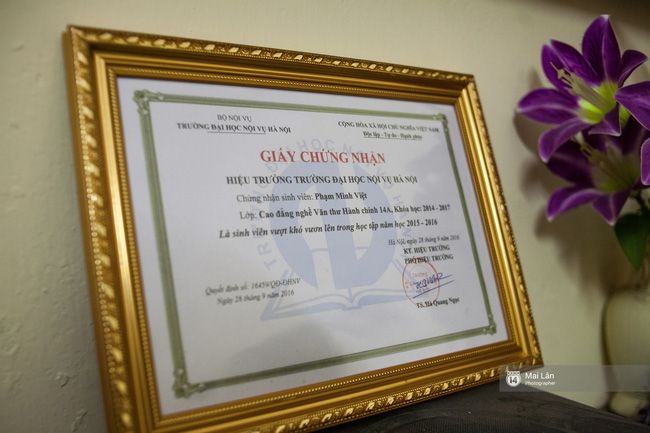 BỘ NỘI VỤ
TRƯỜNG ĐẠI HỌC NỘI VỤ HÀ NỘI
CỘNG HÒA XÃ HỘI CHỦ NGHĨA VIỆT NAM
Độc lập - Tự do - Hạnh phúc
GIẤY CHỨNG NHẬN
HIỆU TRƯỞNG TRƯỜNG ĐẠI HỌC NỘI VỤ HÀ NỘI
Chứng nhận sinh viên: Phạm Minh Việt
Lớp: Cao đẳng nghề Văn thư Hành chính 14A, Khóa học: 2014 - 2017
Là sinh viên vượt khó vươn lên trong học tập năm học 2015 - 2016
Hà Nội, ngày 28 tháng 9 năm 2016
KT. HIỆU TRƯỞNG
PHÓ HIỆU TRƯỞNG
Quyết định số: 1645/QĐ-ĐHNV
Ngày 28 tháng 9 năm 2016
TS. Hà Quang Ngọc
14
Mai Lân
Photographer